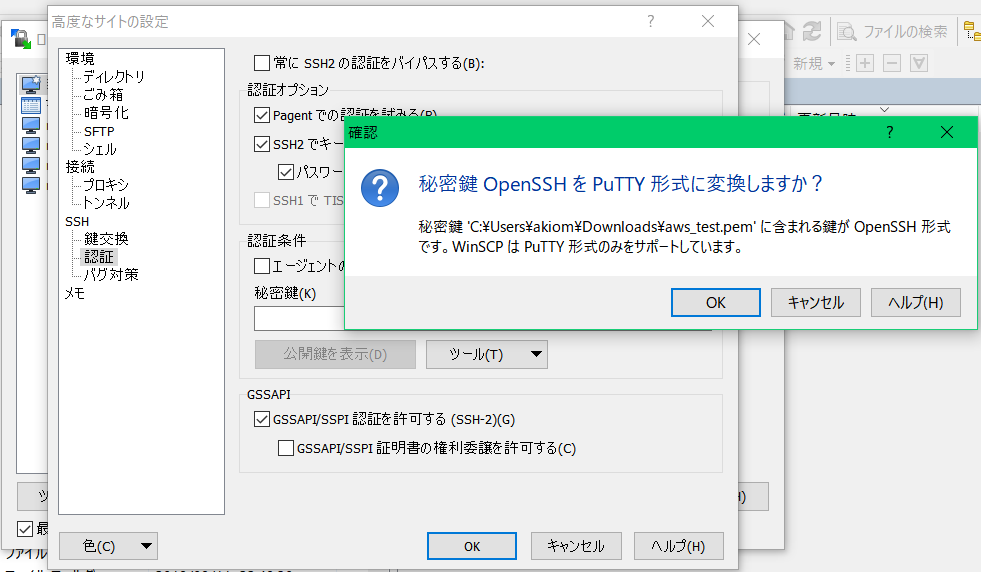 高度なサイトの設定
?
環境
ディレクトリ
ごみ箱
暗号化
SFTP
シェル
接続
プロキシ
トンネル
SSH
鍵交換
認証
バグ対策
メモ
常に SSH2 の認証をバイパスする(B):
認証オプション
Pagent での認証を試みる(P)
SSH2 でキー
パスワー
SSH1 で TIS
認証条件
エージェントの
秘密鍵(K)
公開鍵を表示(D)
ツール(T)
GSSAPI
GSSAPI/SSPI 認証を許可する (SSH-2)(G)
GSSAPI/SSPI 証明書の権利委譲を許可する(C)
色(C)
OK
キャンセル
ヘルプ(H)
確認
?
秘密鍵 OpenSSH を PuTTY 形式に変換しますか？
秘密鍵 'C:¥Users¥akiom¥Downloads¥aws_test.pem' に含まれる鍵が OpenSSH 形式
です。WinSCP は PuTTY 形式のみをサポートしています。
OK
キャンセル
ヘルプ(H)
ファイルの検索
新規
最
ファイル